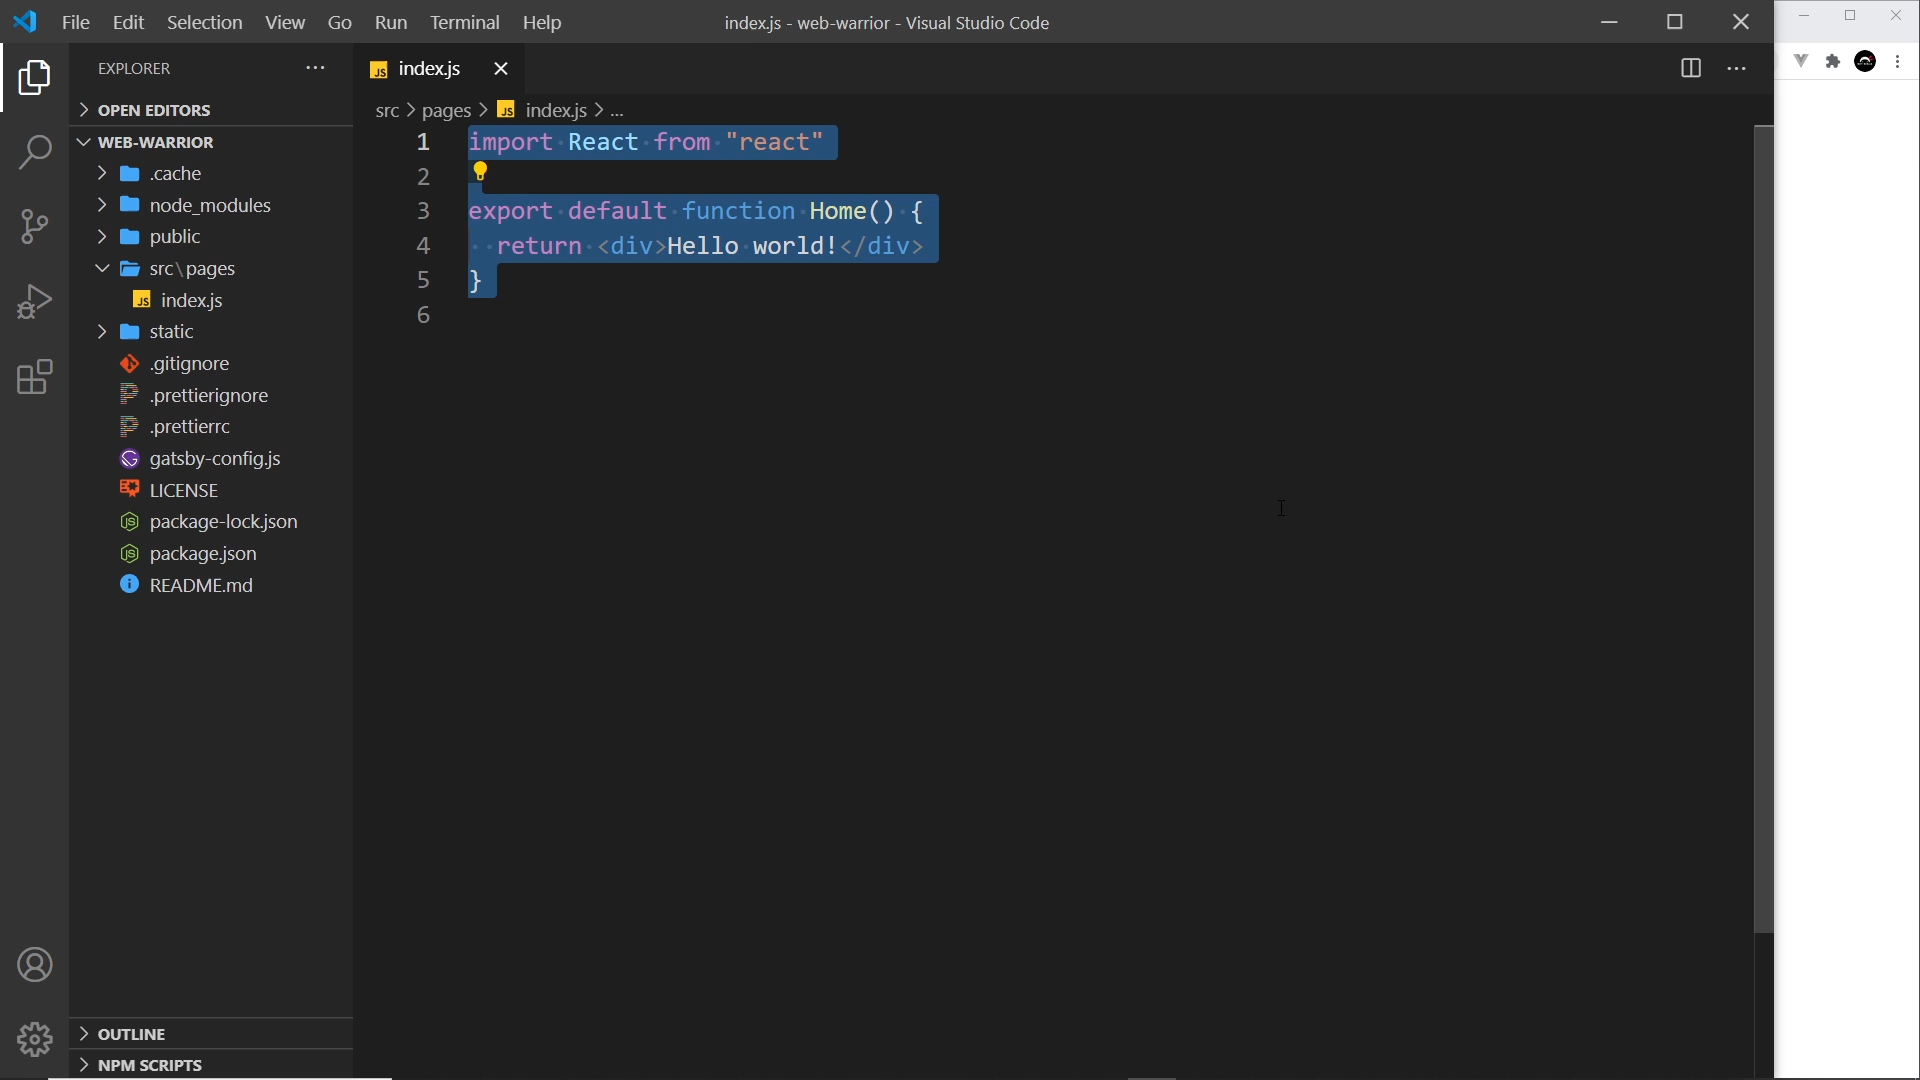 File Edit Selection View Go Run Terminal Help
index.js - web-warrior - Visual Studio Code
EXPLORER
OPEN EDITORS
WEB-WARRIOR
.cache
node_modules
public
src\pages
JS index.js
static
.gitignore
.prettierignore
.prettierrc
gatsby-config.js
LICENSE
package-lock.json
package.json
README.md
OUTLINE
NPM SCRIPTS
JS index.js
src > pages > JS index.js > ...
1 import React from "react"
2
3 export default function Home() {
4 return <div>Hello world!</div>
5 }
6